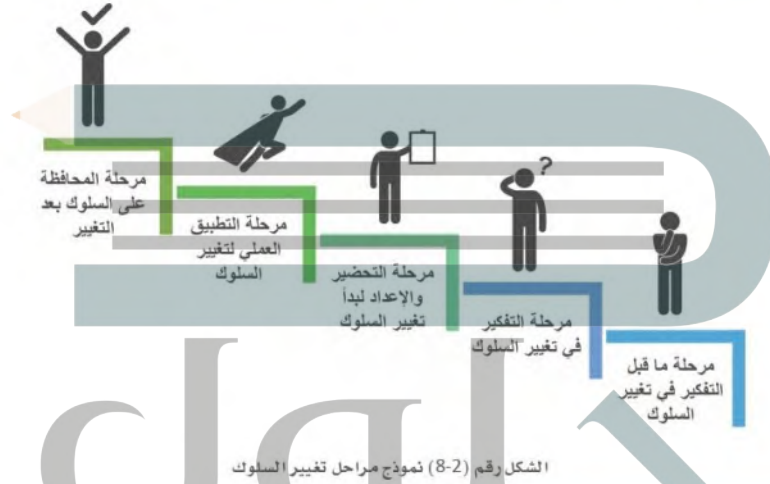 مرحلة المحافظة
على السلوك بعد
التغيير
مرحلة التطبيق
العملي لتغيير
السلوك
مرحلة التحضير
والإعداد لبدأ
تغيير السلوك
?
مرحلة التفكير
في تغيير السلوك
مرحلة ما قبل
التفكير في تغيير
السلوك
حلول
الشكل رقم (2-8) نموذج مراحل تغيير السلوك